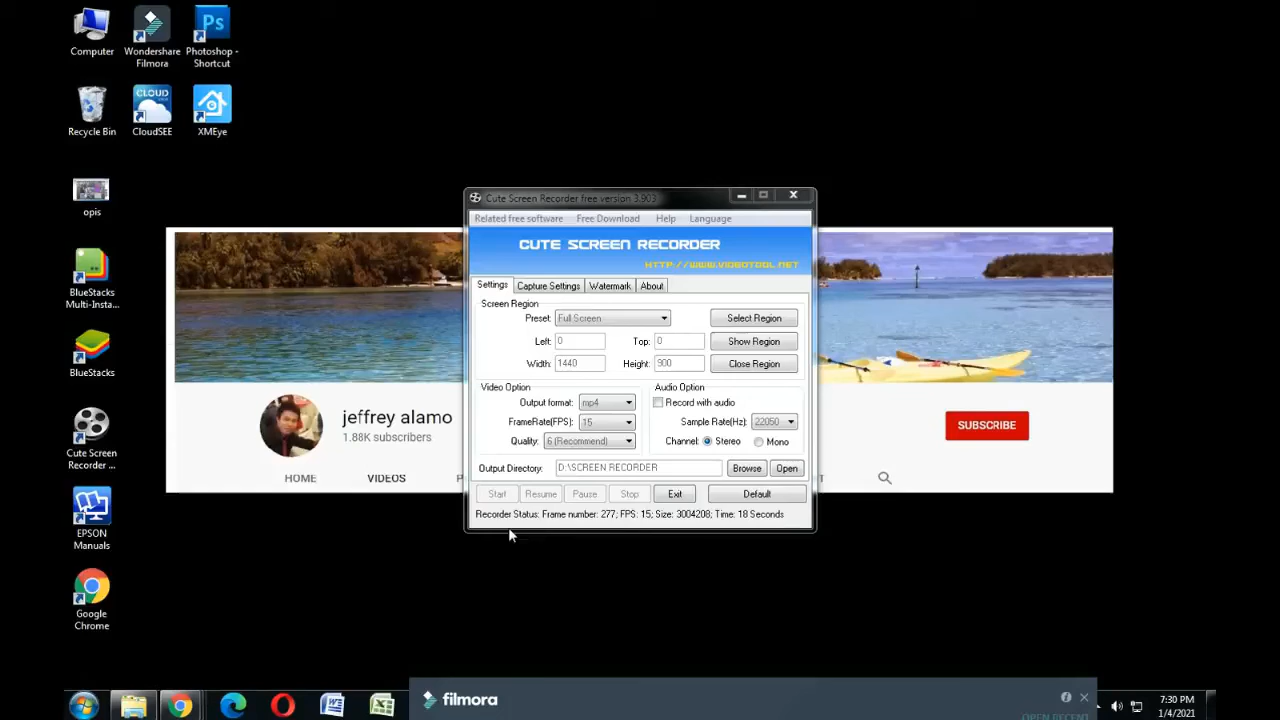 Computer
Wondershare
Filmora
Ps
Photoshop -
Shortcut
Recycle Bin
CLOUD
CloudSEE
XMEye
opis
BlueStacks
Multi-Insta...
BlueStacks
Cute Screen
Recorder ...
EPSON
Manuals
Google
Chrome
Cute Screen Recorder free version 3.903
Related free software Free Download Help Language
CUTE SCREEN RECORDER
HTTP://WWW.VIDEOTOOL.NET
Settings Capture Settings Watermark About
Screen Region
Preset: Full Screen Select Region
Left: 0 Top: 0 Show Region
Width: 1440 Height: 900 Close Region
Video Option Audio Option
Output format: mp4 Record with audio
FrameRate(FPS): 15 Sample Rate(Hz): 22050
Quality: 6 (Recommend) Channel: Stereo Mono
Output Directory: D:\SCREEN RECORDER Browse Open
Start Resume Pause Stop Exit Default
Recorder Status: Frame number: 277; FPS: 15; Size: 3004208; Time: 18 Seconds
jeffrey alamo
1.88K subscribers
SUBSCRIBE
HOME VIDEOS
filmora
OPEN RECENT
7:30 PM
1/4/2021